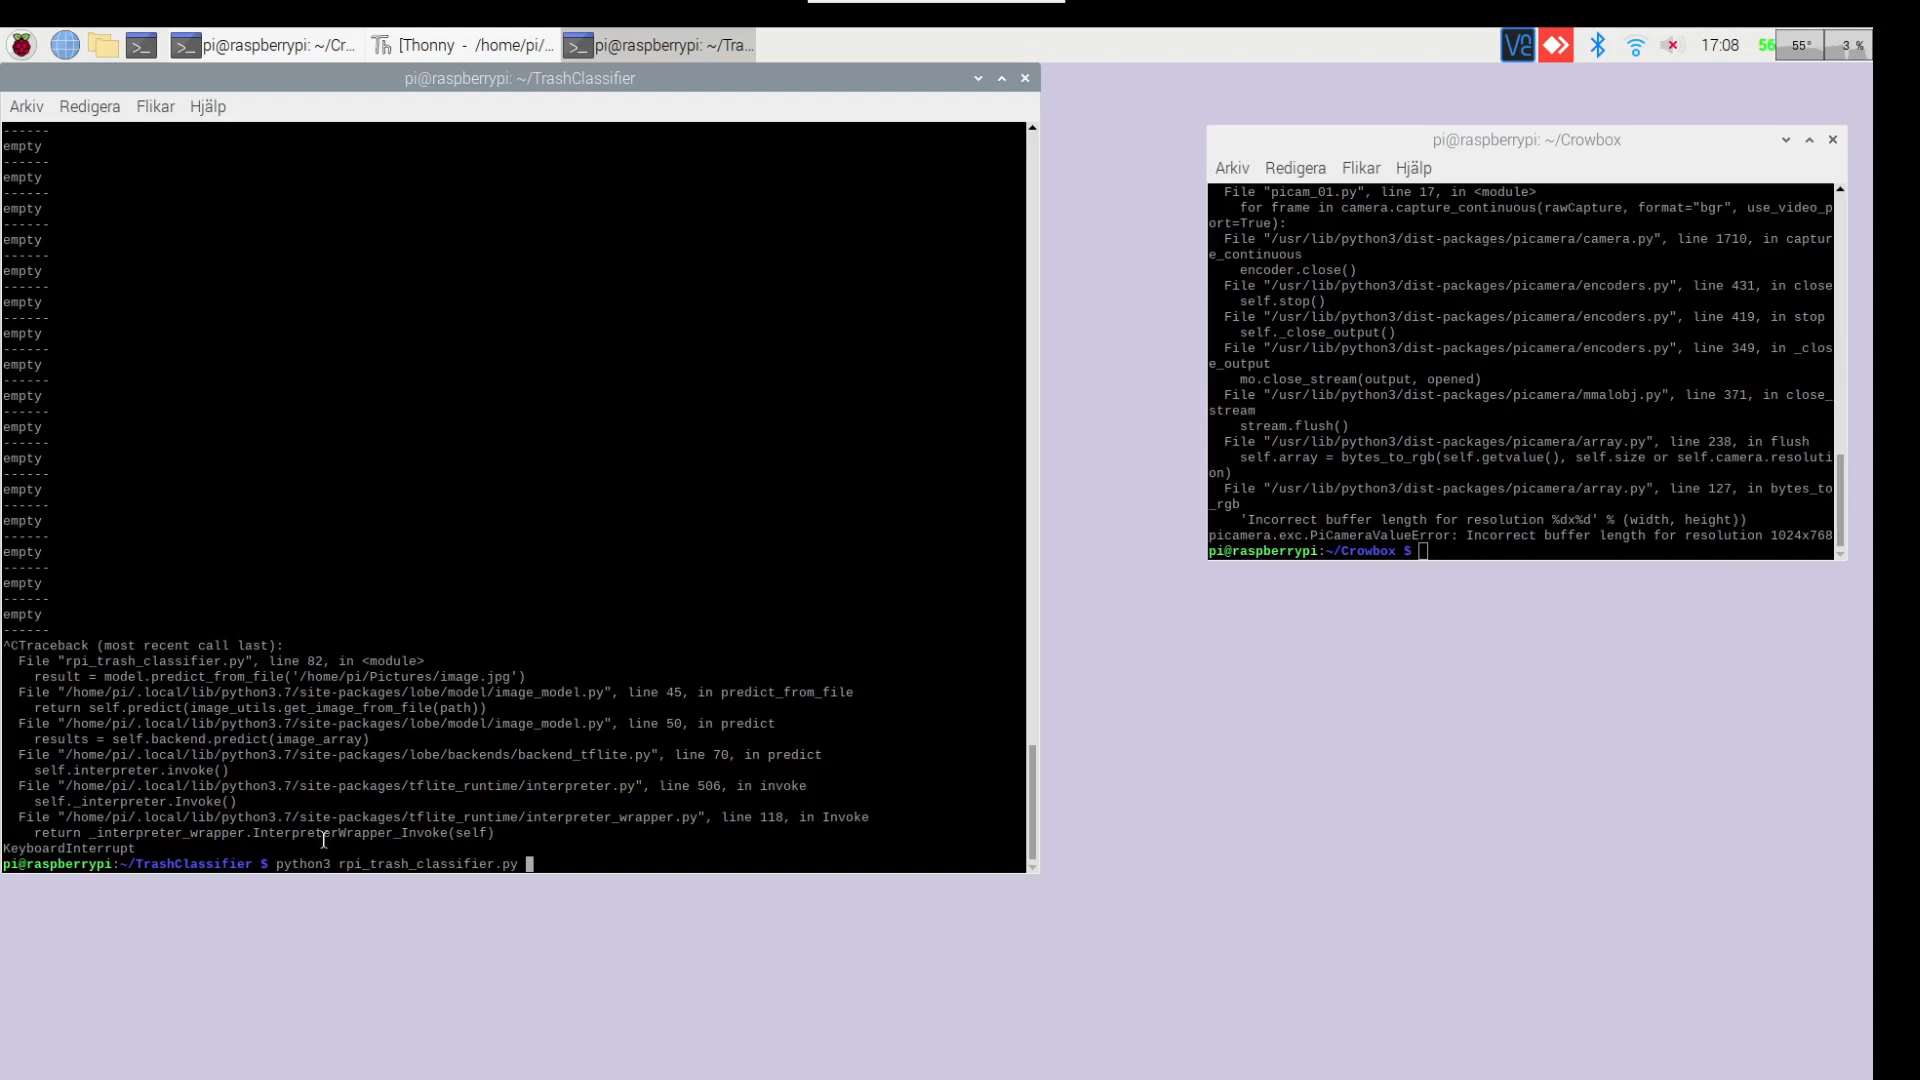 pi@raspberrypi: ~/Cr...
[Thonny - /home/pi/...
pi@raspberrypi: ~/Tra...
17:08
56
55°
3 %
pi@raspberrypi: ~/TrashClassifier
Arkiv Redigera Flikar Hjälp
------
empty
------
empty
------
empty
------
empty
------
empty
------
empty
------
empty
------
empty
------
empty
------
empty
------
empty
------
empty
------
empty
------
empty
------
empty
------
empty
------
^CTraceback (most recent call last):
File "rpi_trash_classifier.py", line 82, in <module>
result = model.predict_from_file('/home/pi/Pictures/image.jpg')
File "/home/pi/.local/lib/python3.7/site-packages/lobe/model/image_model.py", line 45, in predict_from_file
return self.predict(image_utils.get_image_from_file(path))
File "/home/pi/.local/lib/python3.7/site-packages/lobe/model/image_model.py", line 50, in predict
results = self.backend.predict(image_array)
File "/home/pi/.local/lib/python3.7/site-packages/lobe/backends/backend_tflite.py", line 70, in predict
self.interpreter.invoke()
File "/home/pi/.local/lib/python3.7/site-packages/tflite_runtime/interpreter.py", line 506, in invoke
self._interpreter.Invoke()
File "/home/pi/.local/lib/python3.7/site-packages/tflite_runtime/interpreter_wrapper.py", line 118, in Invoke
return _interpreter_wrapper.InterpreterWrapper_Invoke(self)
KeyboardInterrupt
pi@raspberrypi:~/TrashClassifier $ python3 rpi_trash_classifier.py
pi@raspberrypi: ~/Crowbox
Arkiv Redigera Flikar Hjälp
File "picam_01.py", line 17, in <module>
for frame in camera.capture_continuous(rawCapture, format="bgr", use_video_p
ort=True):
File "/usr/lib/python3/dist-packages/picamera/camera.py", line 1710, in captur
e_continuous
encoder.close()
File "/usr/lib/python3/dist-packages/picamera/encoders.py", line 431, in close
self.stop()
File "/usr/lib/python3/dist-packages/picamera/encoders.py", line 419, in stop
self._close_output()
File "/usr/lib/python3/dist-packages/picamera/encoders.py", line 349, in _clos
e_output
mo.close_stream(output, opened)
File "/usr/lib/python3/dist-packages/picamera/mmalobj.py", line 371, in close_
stream
stream.flush()
File "/usr/lib/python3/dist-packages/picamera/array.py", line 238, in flush
self.array = bytes_to_rgb(self.getvalue(), self.size or self.camera.resoluti
on)
File "/usr/lib/python3/dist-packages/picamera/array.py", line 127, in bytes_to
_rgb
'Incorrect buffer length for resolution %dx%d' % (width, height))
picamera.exc.PiCameraValueError: Incorrect buffer length for resolution 1024x768
pi@raspberrypi:~/Crowbox $